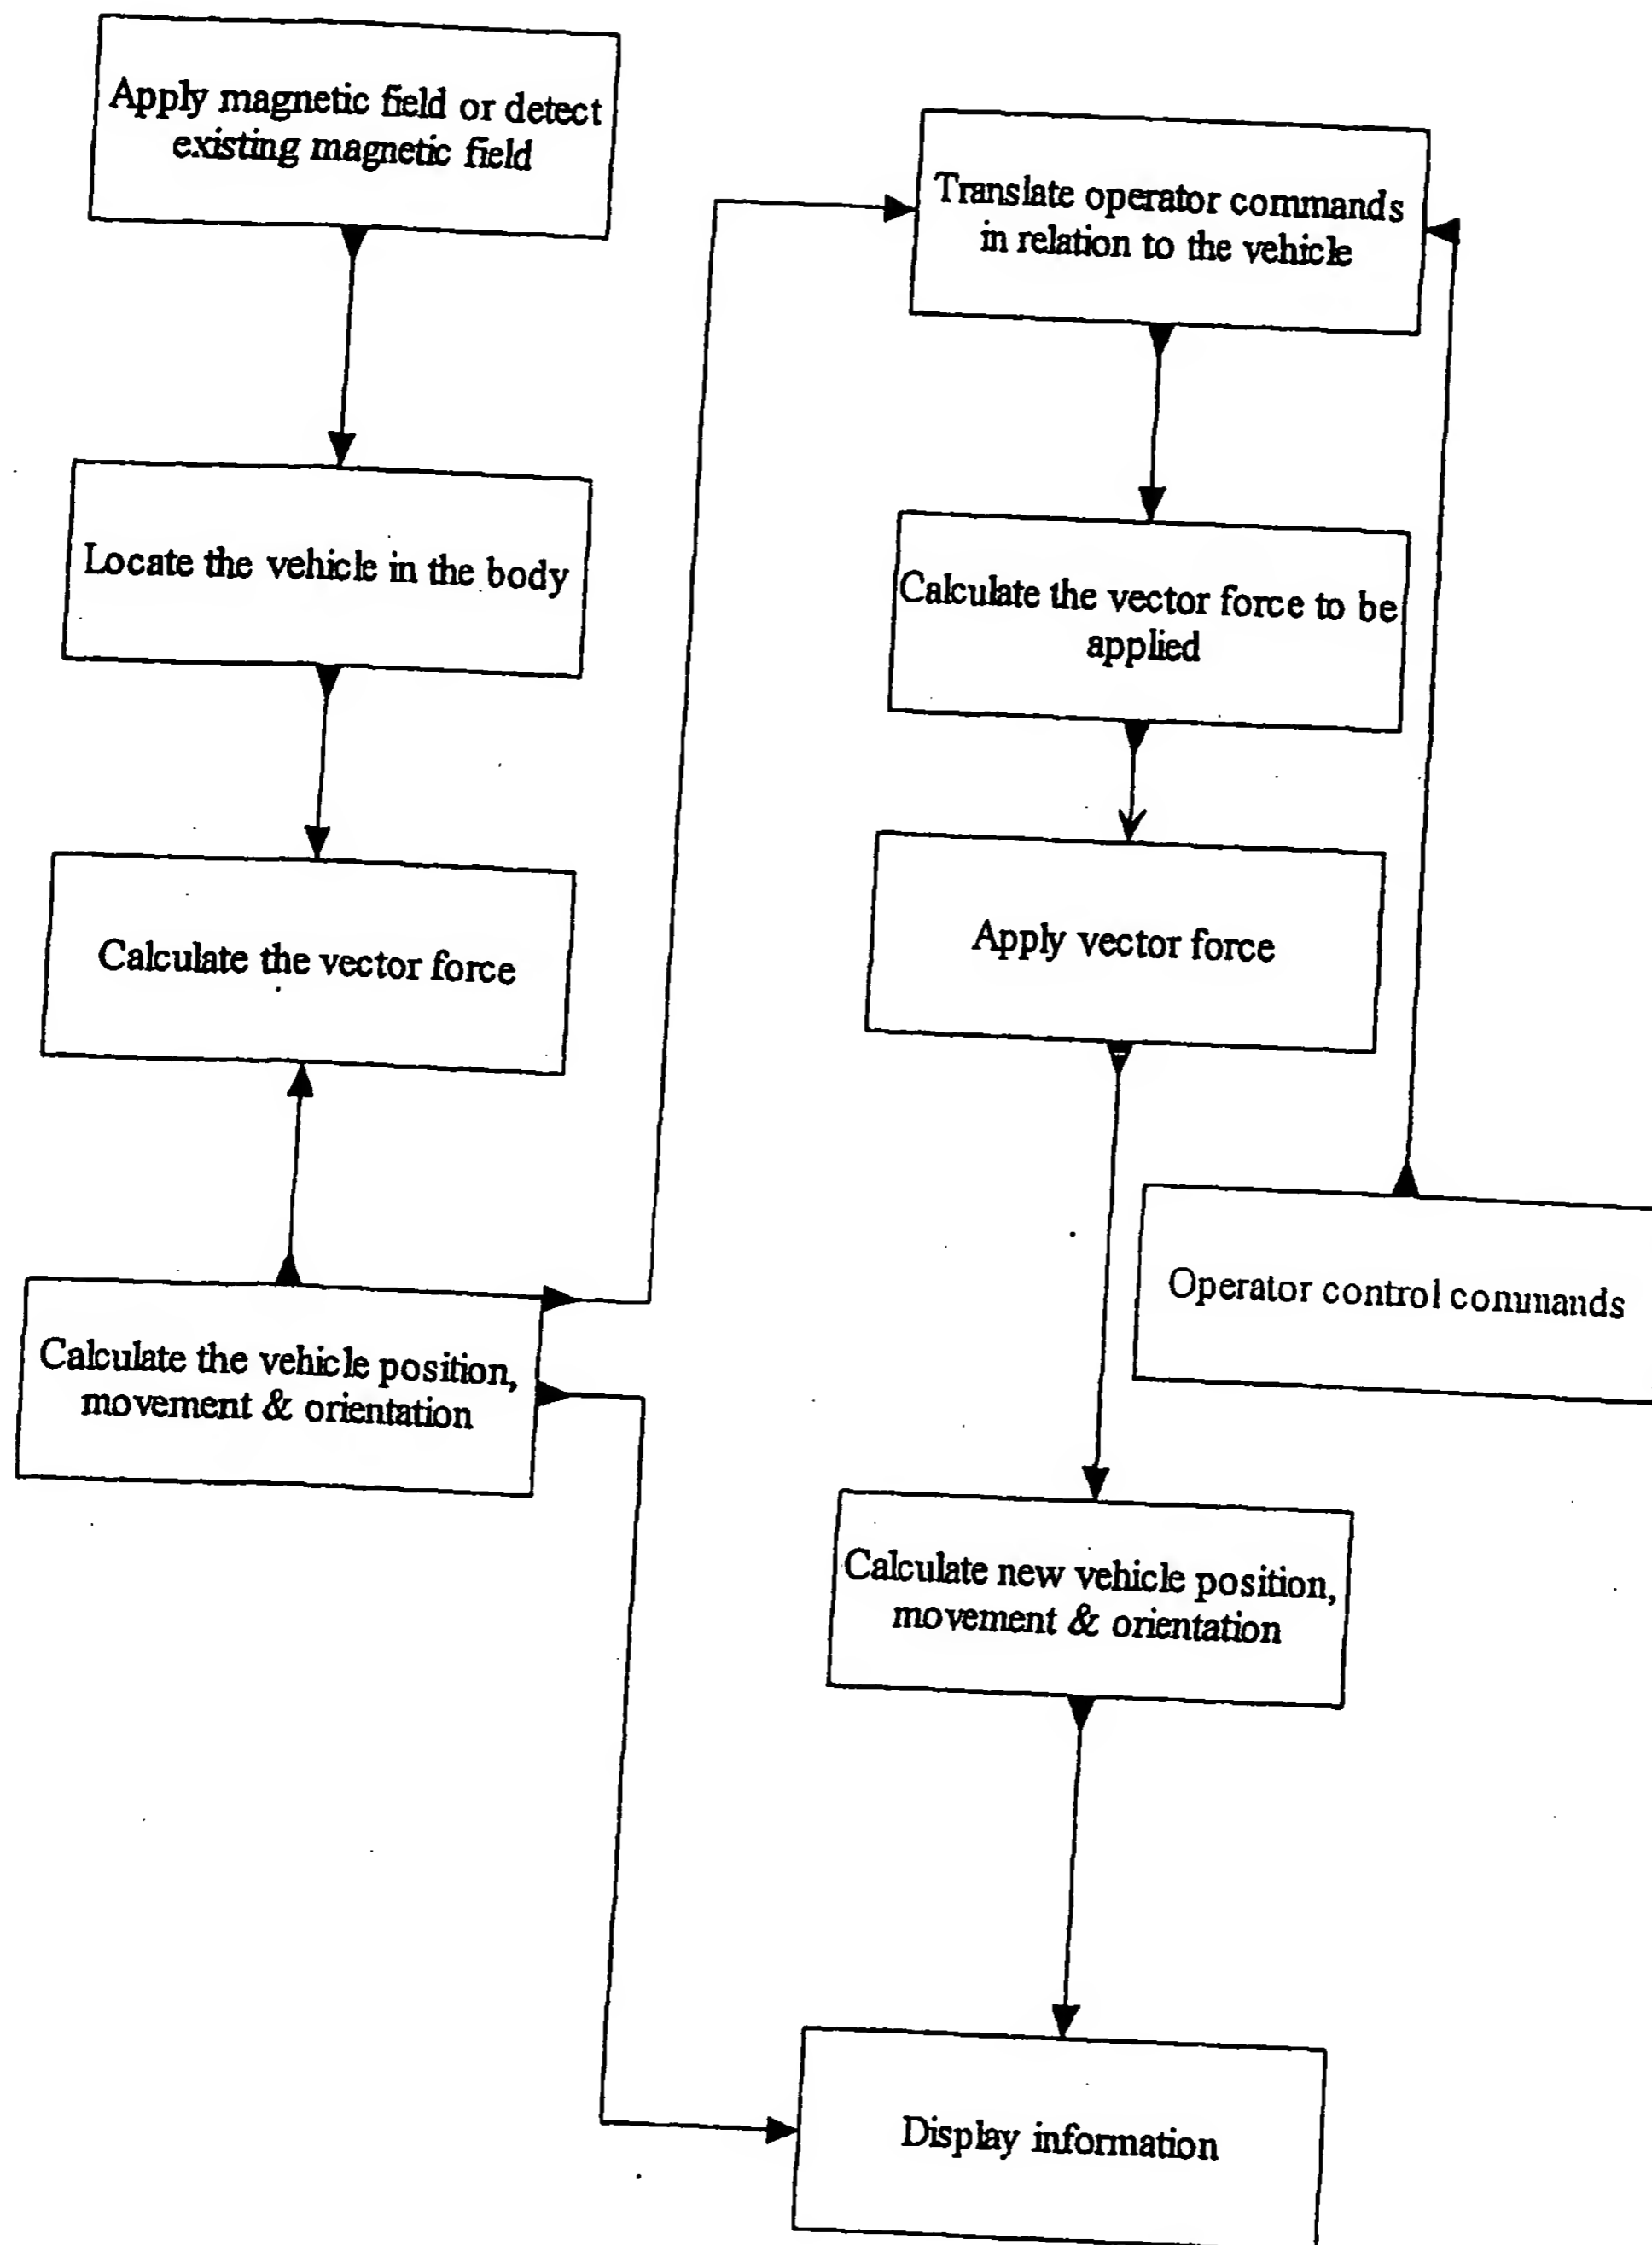 Apply magnetic field or detect
existing magnetic field
Locate the vehicle in the body
Calculate the vector force
Calculate the vehicle position,
movement & orientation
Translate operator commands
in relation to the vehicle
Calculate the vector force to be
applied
Apply vector force
Operator control commands
Calculate new vehicle position,
movement & orientation
Display information